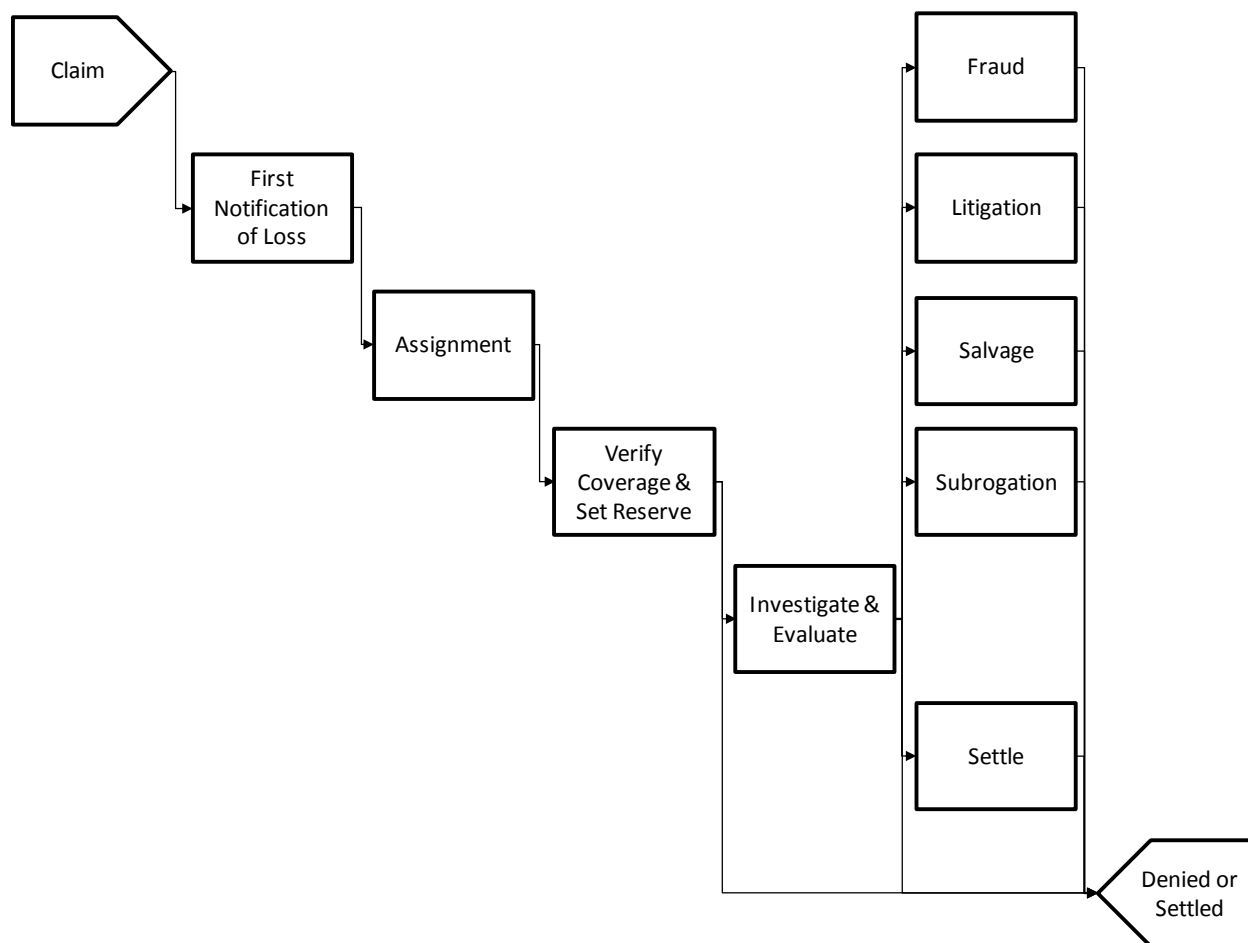 Claim
First
Notification
of Loss
Assignment
Verify
Coverage &
Set Reserve
Investigate &
Evaluate
Fraud
Litigation
Salvage
Subrogation
Settle
Denied or
Settled